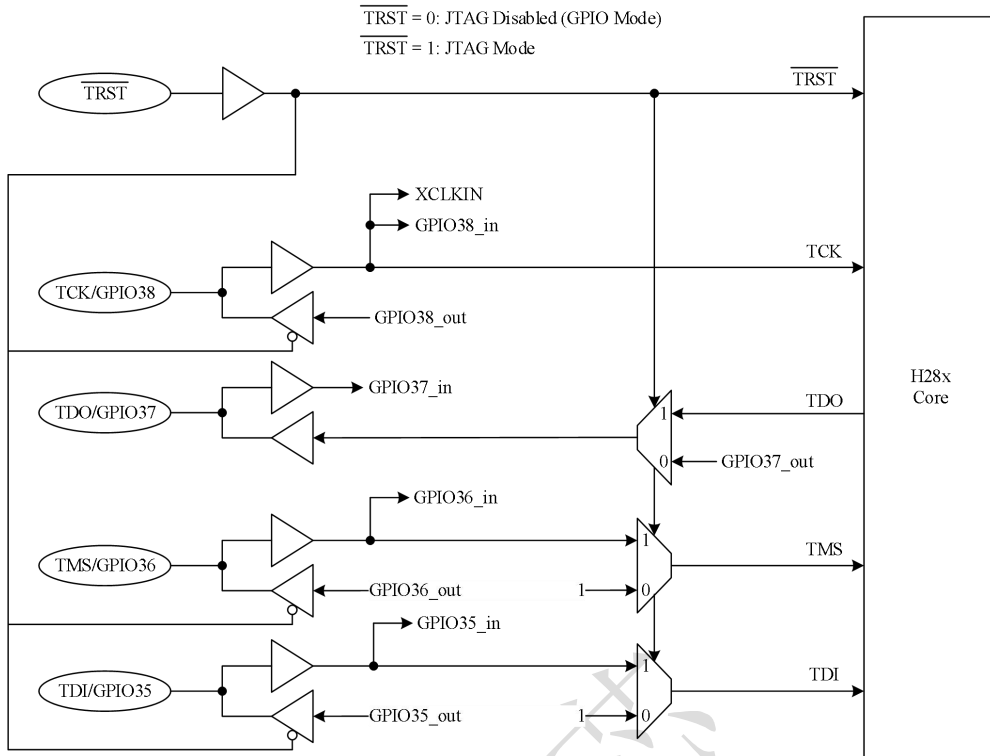 TRST = 0: JTAG Disabled (GPIO Mode)
TRST = 1: JTAG Mode
TRST
TRST
XCLKIN
GPIO38_in
TCK
TCK/GPIO38
GPIO38_out
GPIO37_in
H28x
Core
TDO/GPIO37
1
TDO
0
GPIO37_out
GPIO36_in
1
TMS/GPIO36
TMS
GPIO36_out
1
0
GPIO35_in
1
TDI/GPIO35
TDI
GPIO35_out
1
0